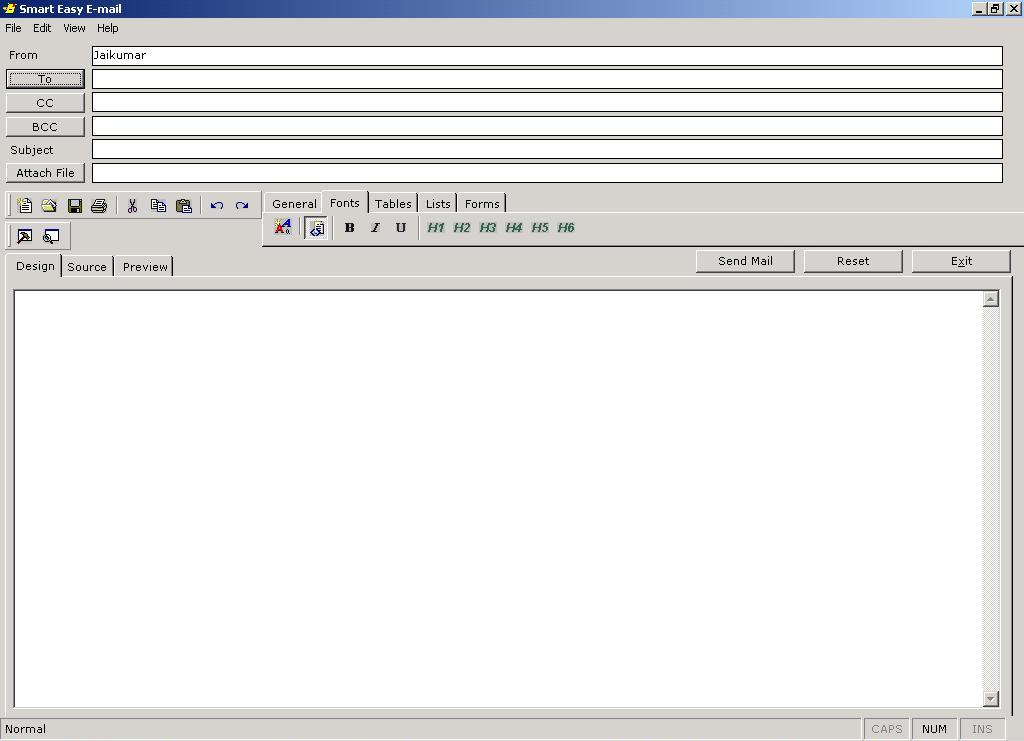 Smart Easy E-mail
File Edit View Help
From Jaikumar
To
CC
BCC
Subject
Attach File
General Fonts Tables Lists Forms
B I U H1 H2 H3 H4 H5 H6
Design Source Preview Send Mail Reset Exit
Normal CAPS NUM INS